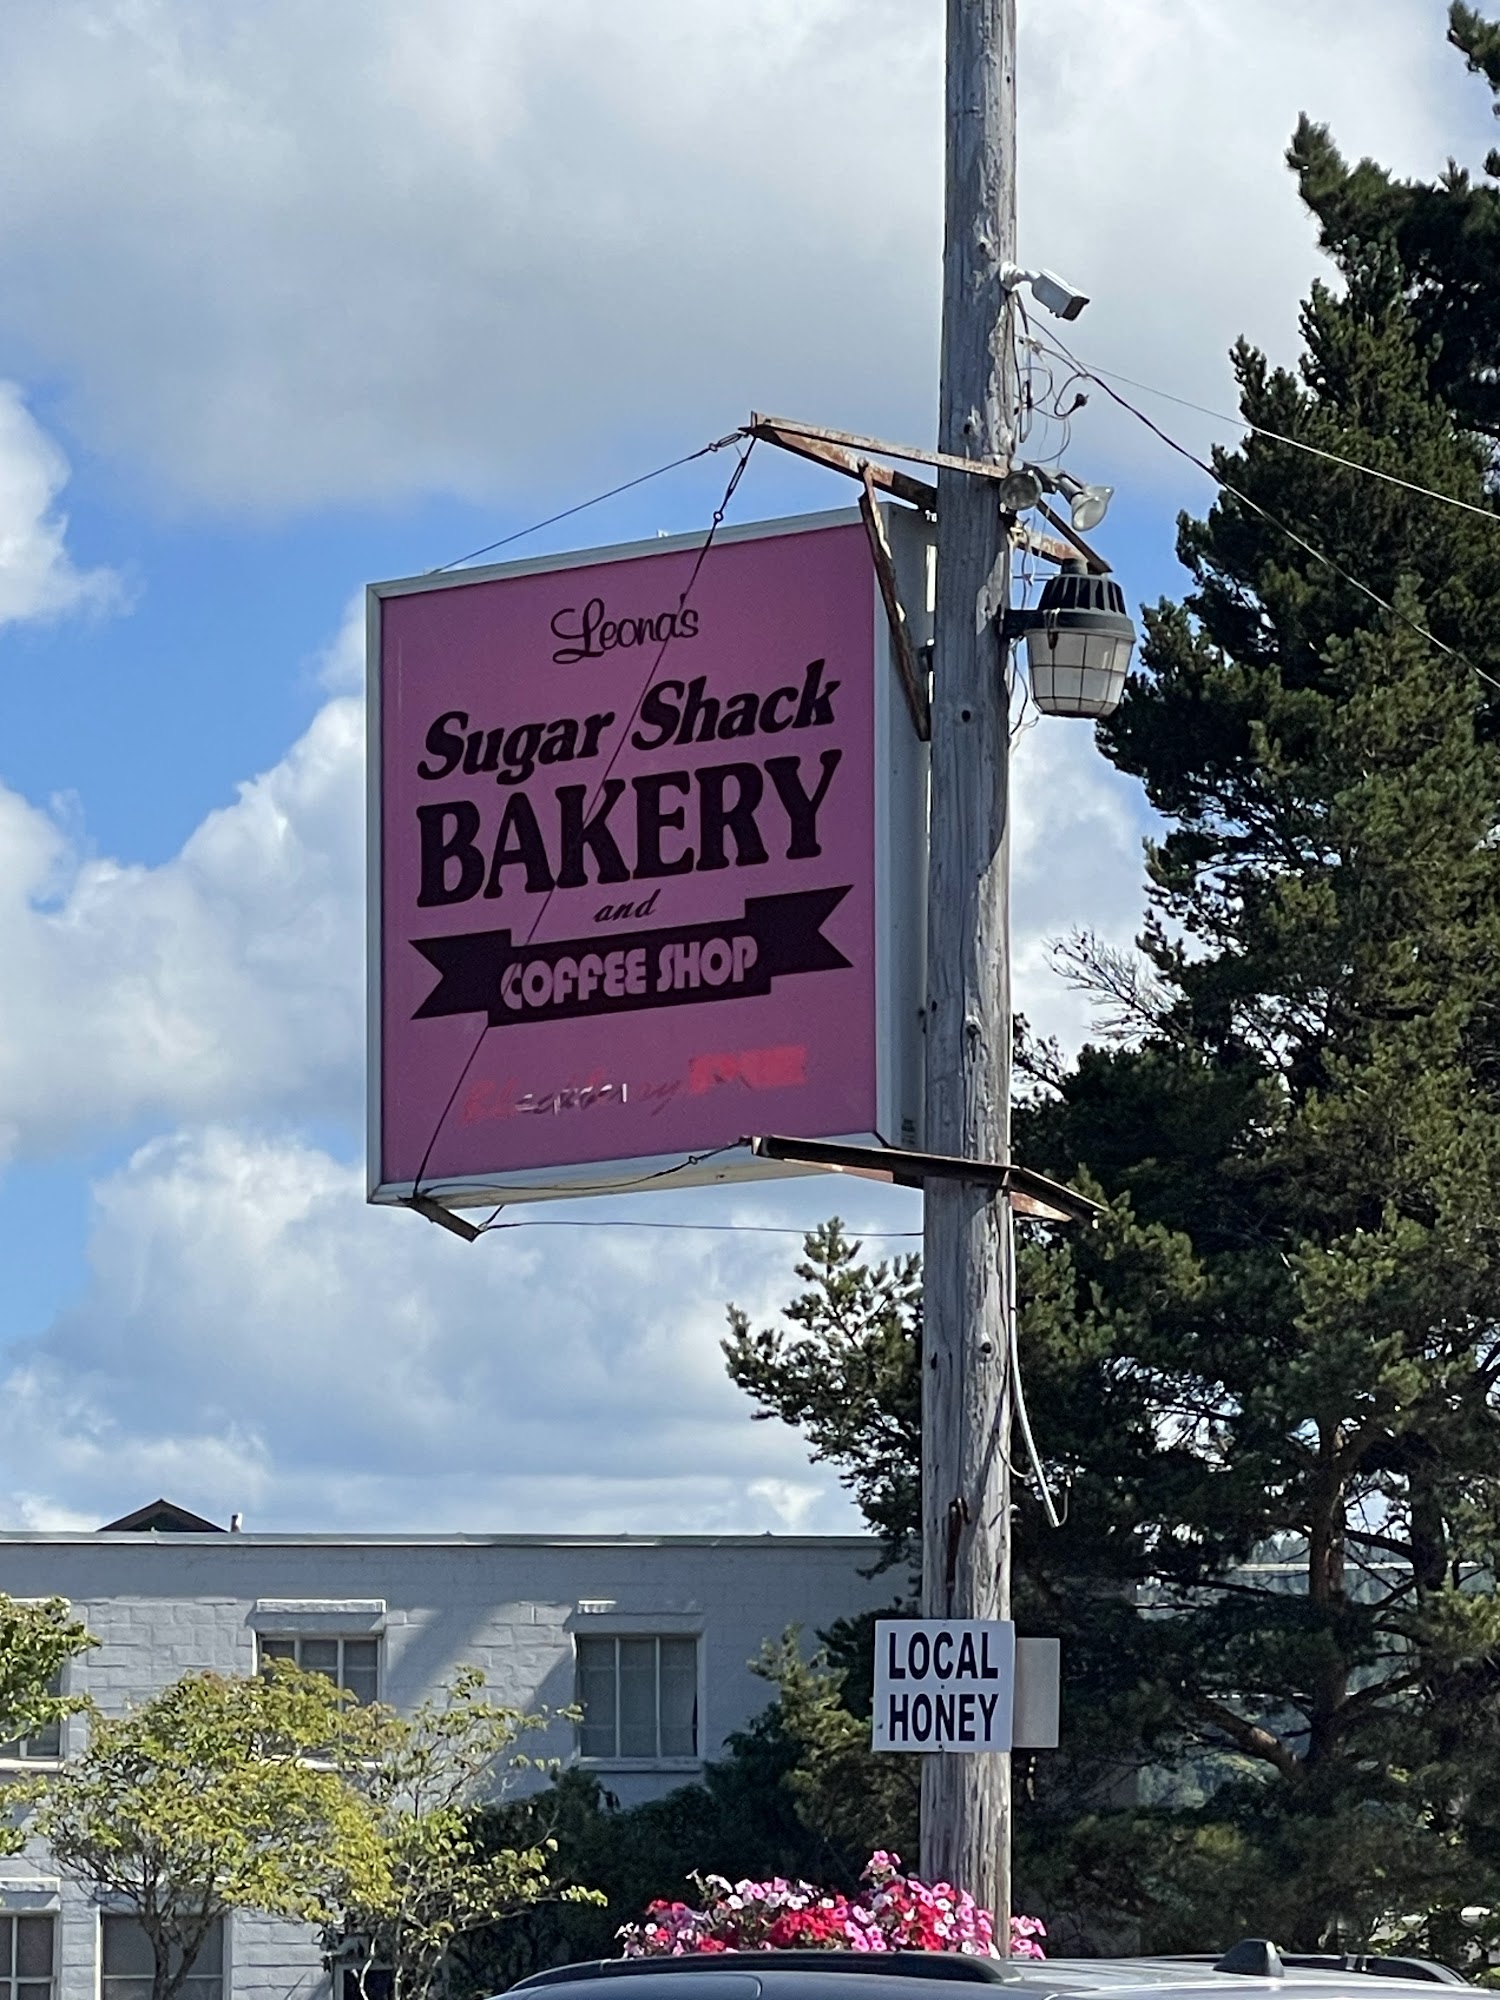 Leona's
Sugar Shack
BAKERY
and
COFFEE SHOP
LOCAL
HONEY